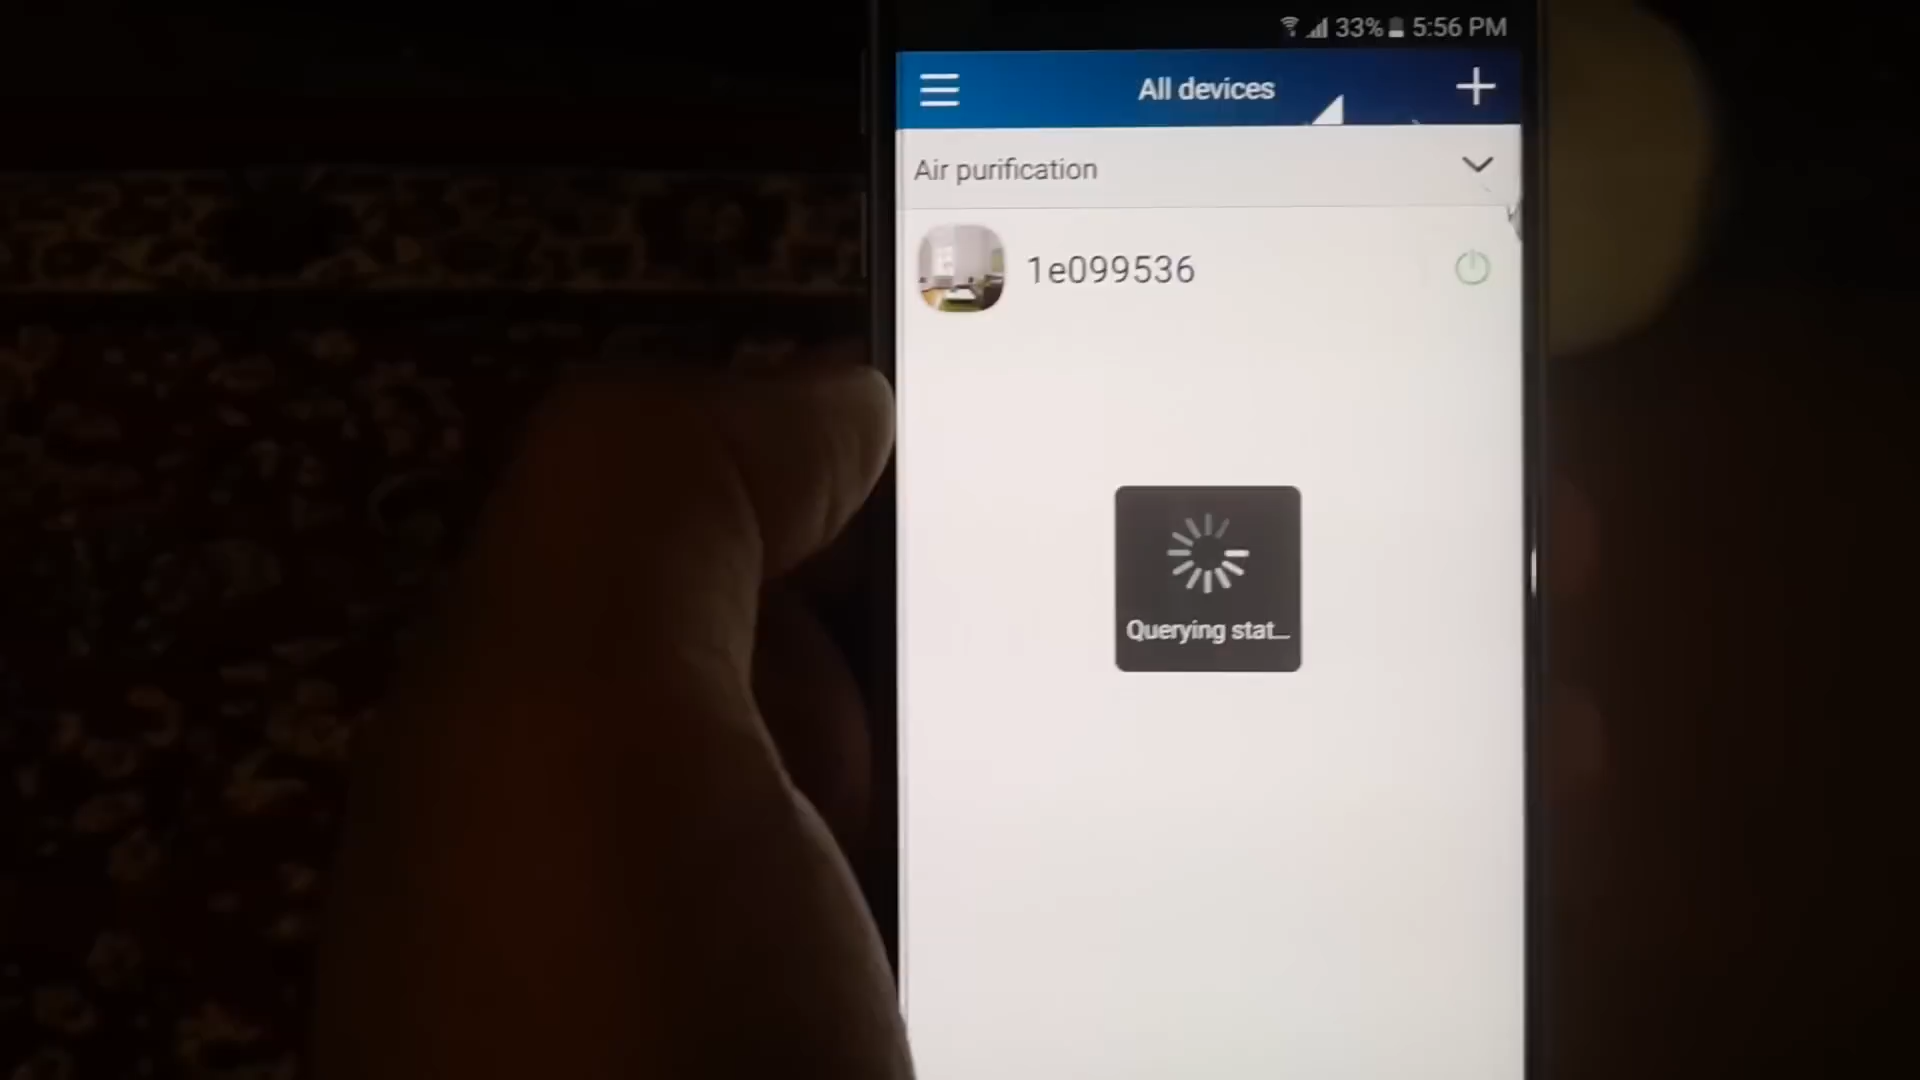 33% 5:56 PM
All devices
Air purification
1e099536
Querying stat...